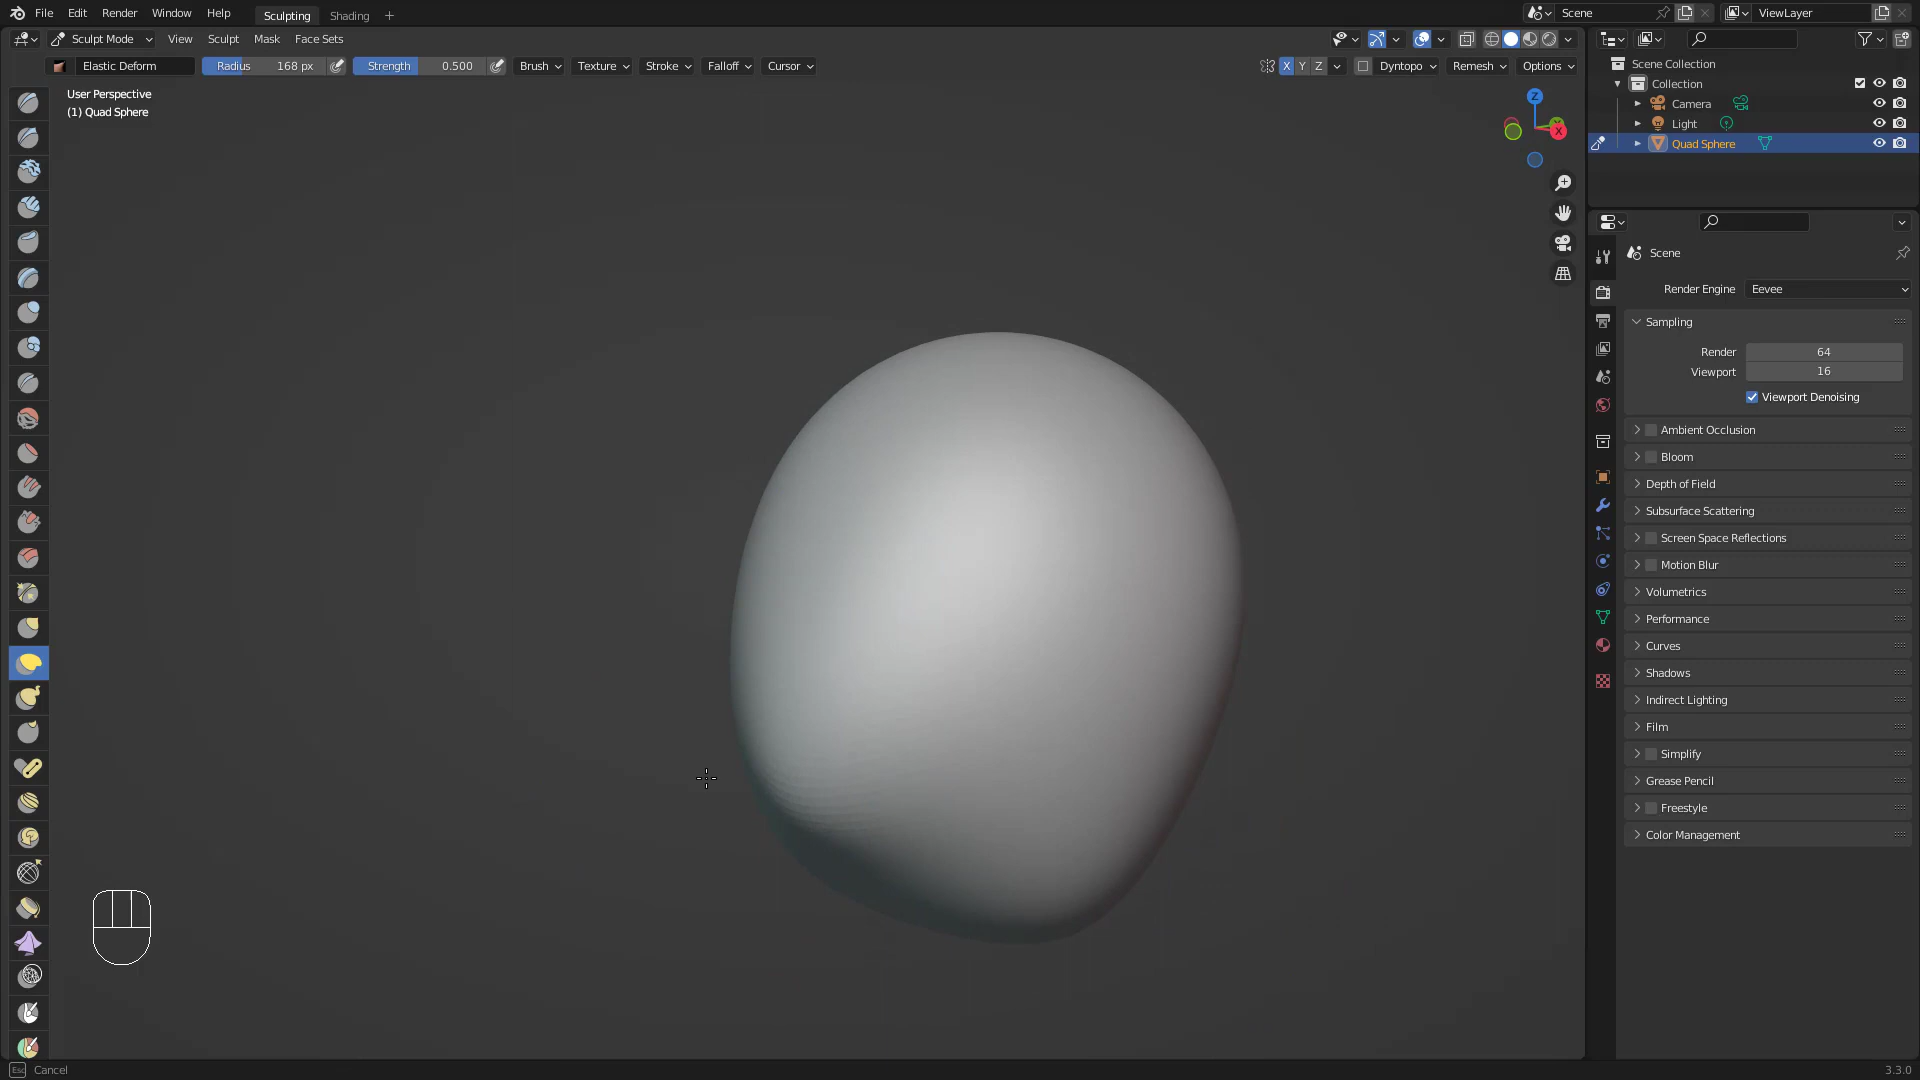 File Edit Render Window Help Sculpting Shading + Scene ViewLayer
Sculpt Mode View Sculpt Mask Face Sets
Elastic Deform Radius 168 px Strength 0.500 Brush Texture Stroke Falloff Cursor X Y Z Dyntopo Remesh Options
User Perspective
(1) Quad Sphere
Z
X
Scene Collection
Collection
Camera
Light
Quad Sphere
Scene
Render Engine Eevee
Sampling
Render 64
Viewport 16
Viewport Denoising
Ambient Occlusion
Bloom
Depth of Field
Subsurface Scattering
Screen Space Reflections
Motion Blur
Volumetrics
Performance
Curves
Shadows
Indirect Lighting
Film
Simplify
Grease Pencil
Freestyle
Color Management
Esc Cancel 3.3.0